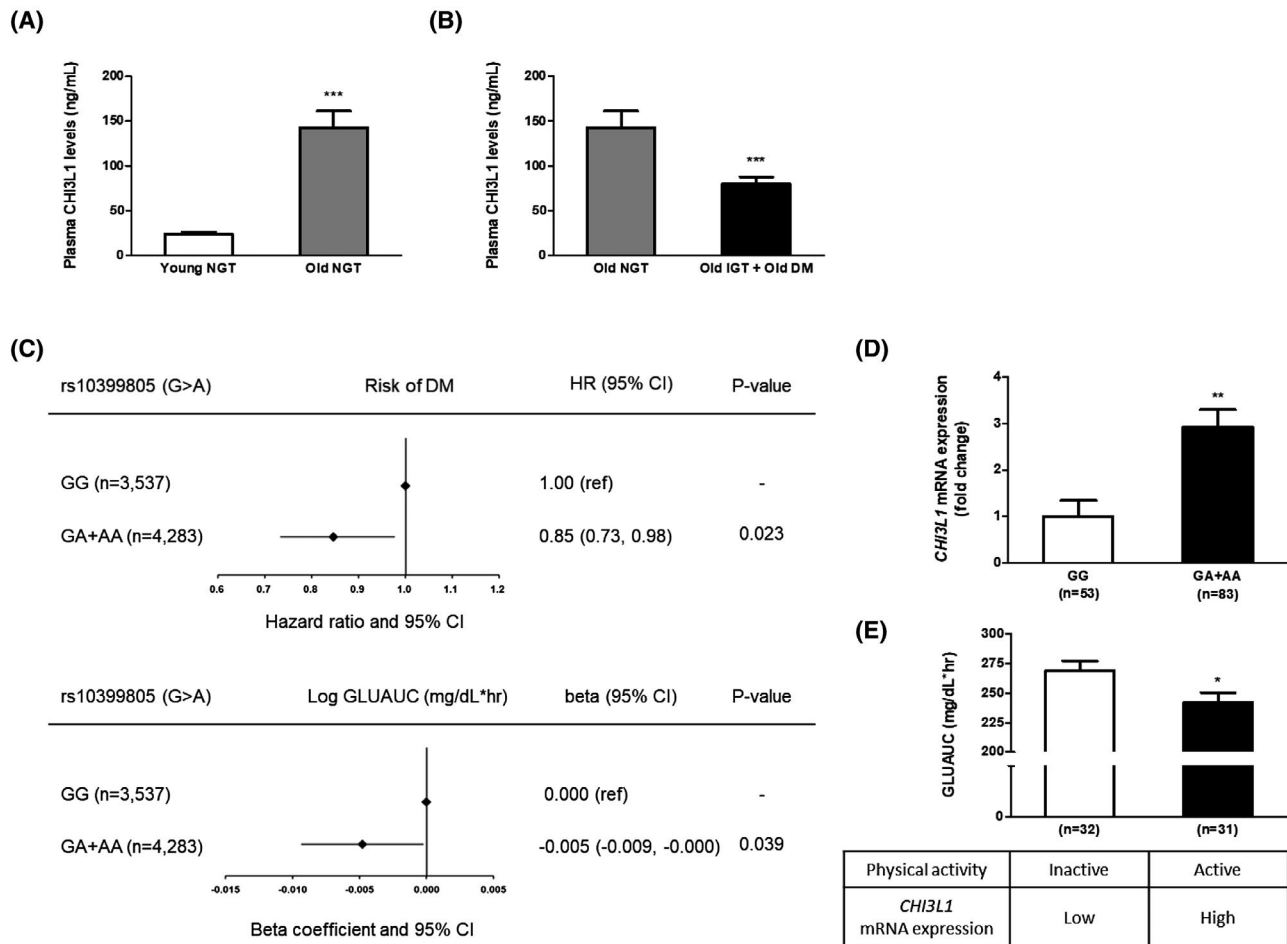 (A)
Plasma CHI3L1 levels (ng/mL)
200
150
100
50
0
***
Young NGT
Old NGT
(B)
Plasma CHI3L1 levels (ng/mL)
200
150
100
50
0
***
Old NGT
Old IGT + Old DM
(C)
rs10399805 (G>A) Risk of DM HR (95% CI) P-value
GG (n=3,537) 1.00 (ref) -
GA+AA (n=4,283) 0.85 (0.73, 0.98) 0.023
0.6 0.7 0.8 0.9 1.0 1.1 1.2
Hazard ratio and 95% CI
rs10399805 (G>A) Log GLUAUC (mg/dL*hr) beta (95% CI) P-value
GG (n=3,537) 0.000 (ref) -
GA+AA (n=4,283) -0.005 (-0.009, -0.000) 0.039
-0.015 -0.010 -0.005 0.000 0.005
Beta coefficient and 95% CI
(D)
CHI3L1 mRNA expression
(fold change)
4
3
2
1
0
**
GG
(n=53)
GA+AA
(n=83)
(E)
GLUAUC (mg/dL*hr)
300
275
250
225
200
0
*
(n=32)
(n=31)
Physical activity Inactive Active
CHI3L1
mRNA expression Low High